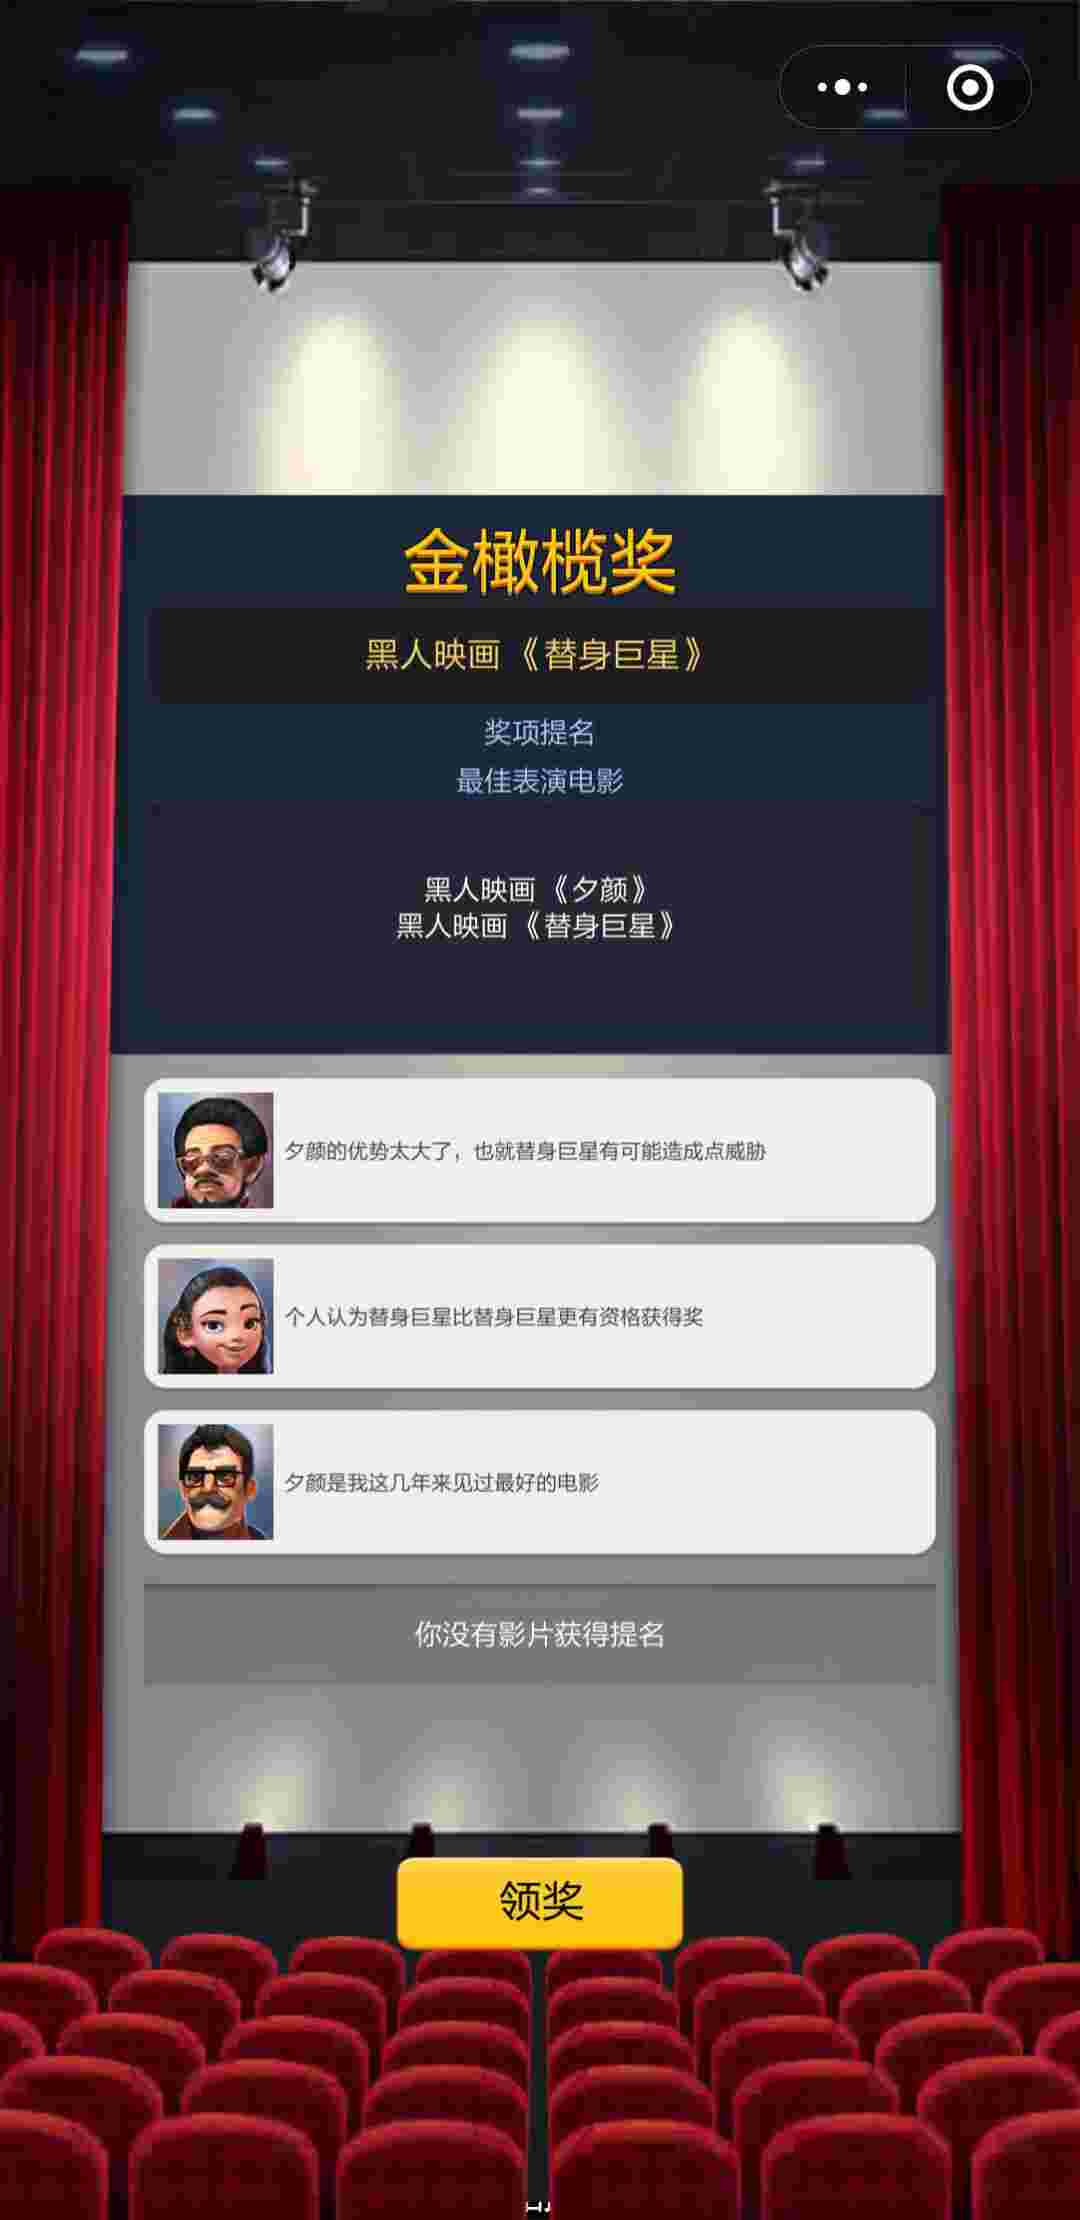 金橄榄奖
黑人映画《替身巨星》
奖项提名
最佳表演电影
黑人映画《夕颜》
黑人映画《替身巨星》
夕颜的优势太大了，也就替身巨星有可能造成点威胁
个人认为替身巨星比替身巨星更有资格获得奖
夕颜是我这几年来见过最好的电影
你没有影片获得提名
领奖